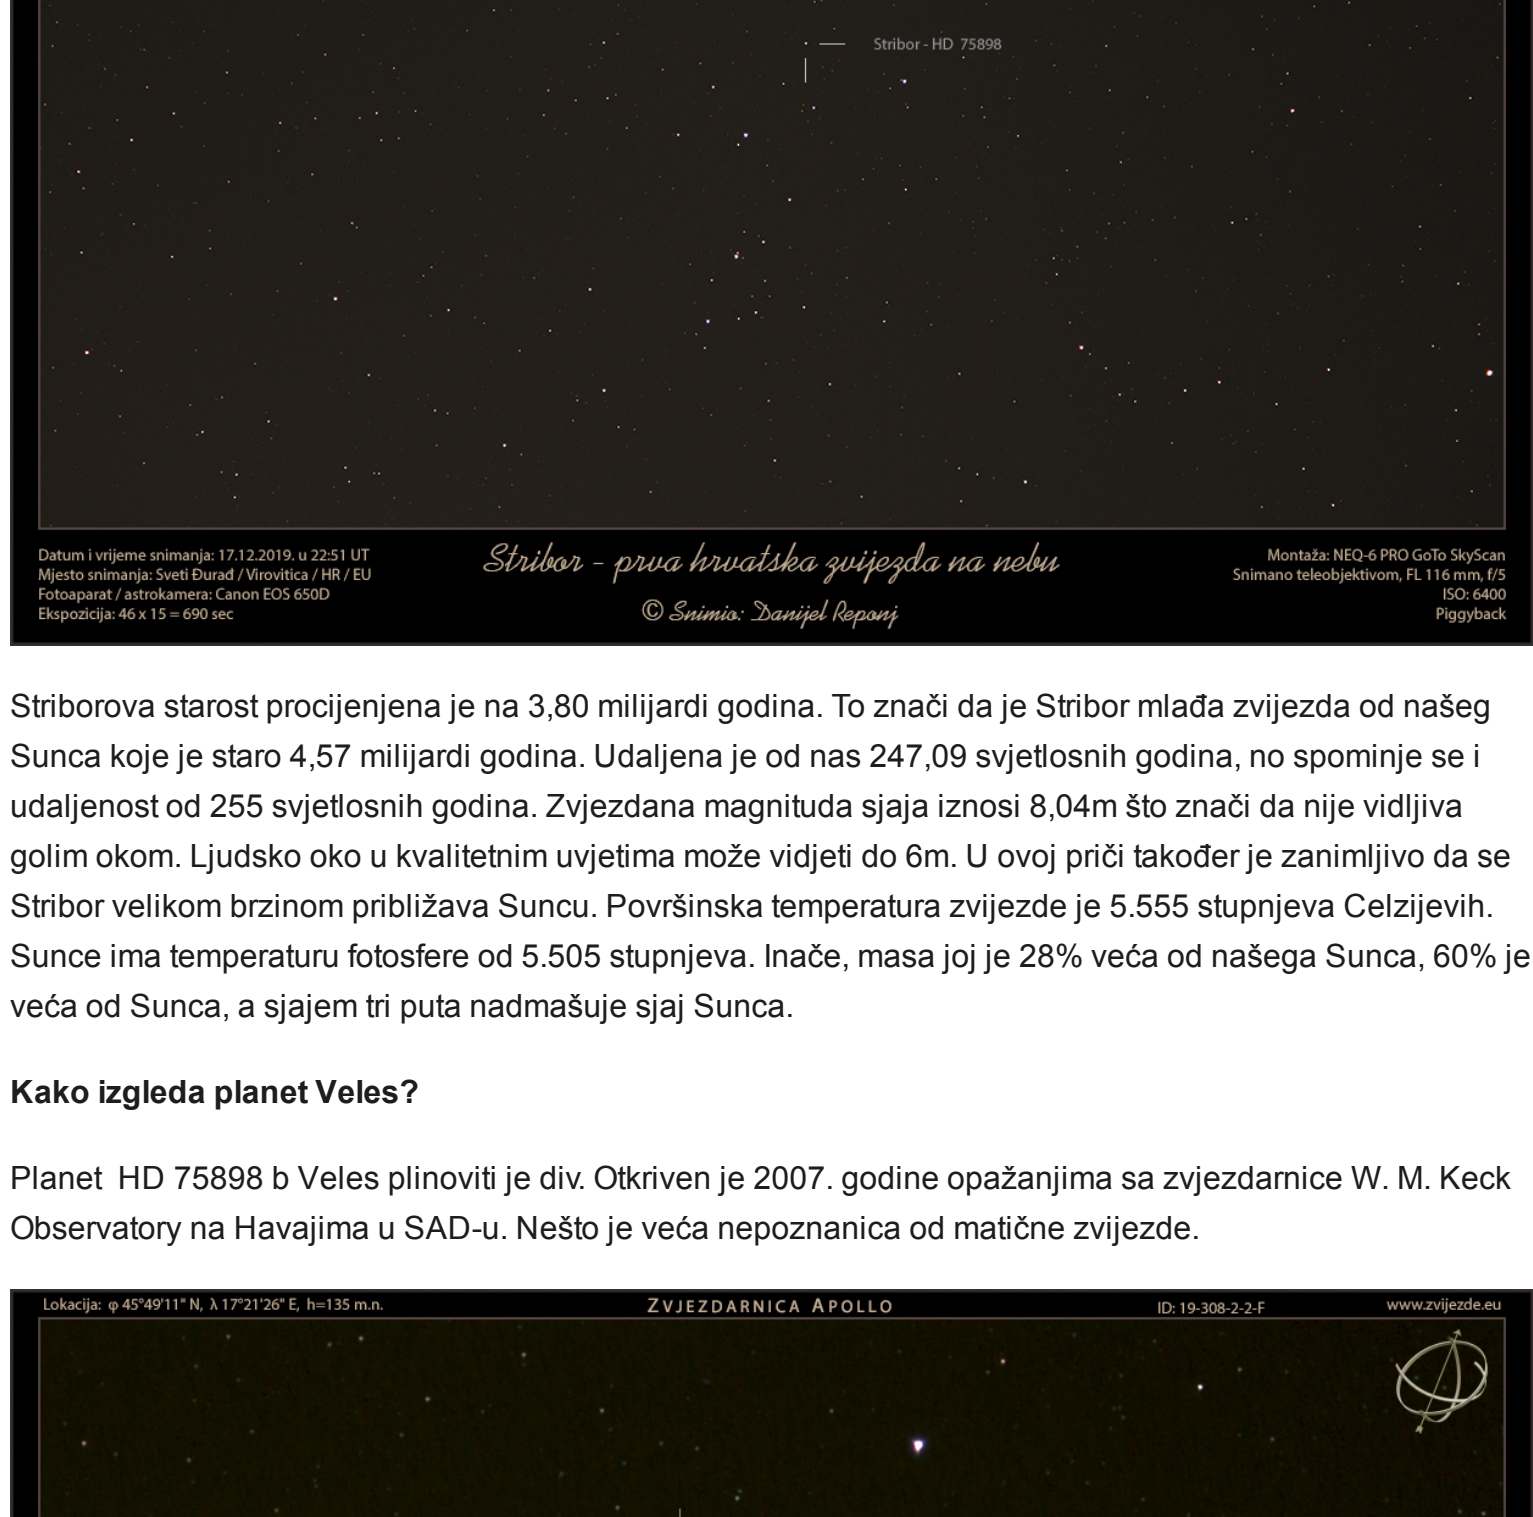 Stribor - HD 75898
Datum i vrijeme snimanja: 17.12.2019. u 22:51 UT
Mjesto snimanja: Sveti Đurađ / Virovitica / HR / EU
Fotoaparat / astrokamera: Canon EOS 650D
Ekspozicija: 46 x 15 = 690 sec
Stribor - prva hrvatska zvijezda na nebu
© Snimio: Danijel Reponj
Montaža: NEQ-6 PRO GoTo SkyScan
Snimano teleobjektivom, FL 116 mm, f/5
ISO: 6400
Piggyback
Striborova starost procijenjena je na 3,80 milijardi godina. To znači da je Stribor mlađa zvijezda od našeg
Sunca koje je staro 4,57 milijardi godina. Udaljena je od nas 247,09 svjetlosnih godina, no spominje se i
udaljenost od 255 svjetlosnih godina. Zvjezdana magnituda sjaja iznosi 8,04m što znači da nije vidljiva
golim okom. Ljudsko oko u kvalitetnim uvjetima može vidjeti do 6m. U ovoj priči također je zanimljivo da se
Stribor velikom brzinom približava Suncu. Površinska temperatura zvijezde je 5.555 stupnjeva Celzijevih.
Sunce ima temperaturu fotosfere od 5.505 stupnjeva. Inače, masa joj je 28% veća od našega Sunca, 60% je
veća od Sunca, a sjajem tri puta nadmašuje sjaj Sunca.
Kako izgleda planet Veles?
Planet  HD 75898 b Veles plinoviti je div. Otkriven je 2007. godine opažanjima sa zvjezdarnice W. M. Keck
Observatory na Havajima u SAD-u. Nešto je veća nepoznanica od matične zvijezde.
Lokacija: φ 45°49'11" N, λ 17°21'26" E, h=135 m.n.
ZVJEZDARNICA APOLLO
ID: 19-308-2-2-F
www.zvijezde.eu